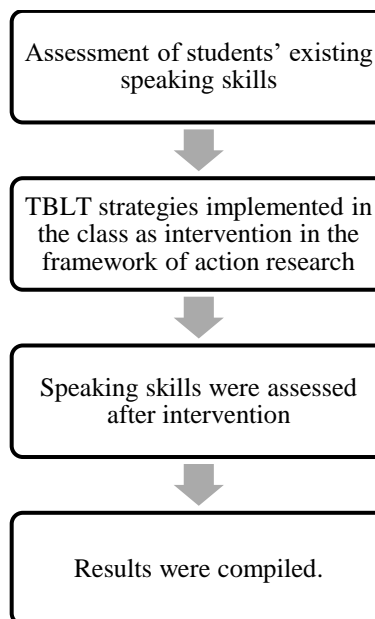 Assessment of students’ existing
speaking skills
TBLT strategies implemented in
the class as intervention in the
framework of action research
Speaking skills were assessed
after intervention
Results were compiled.